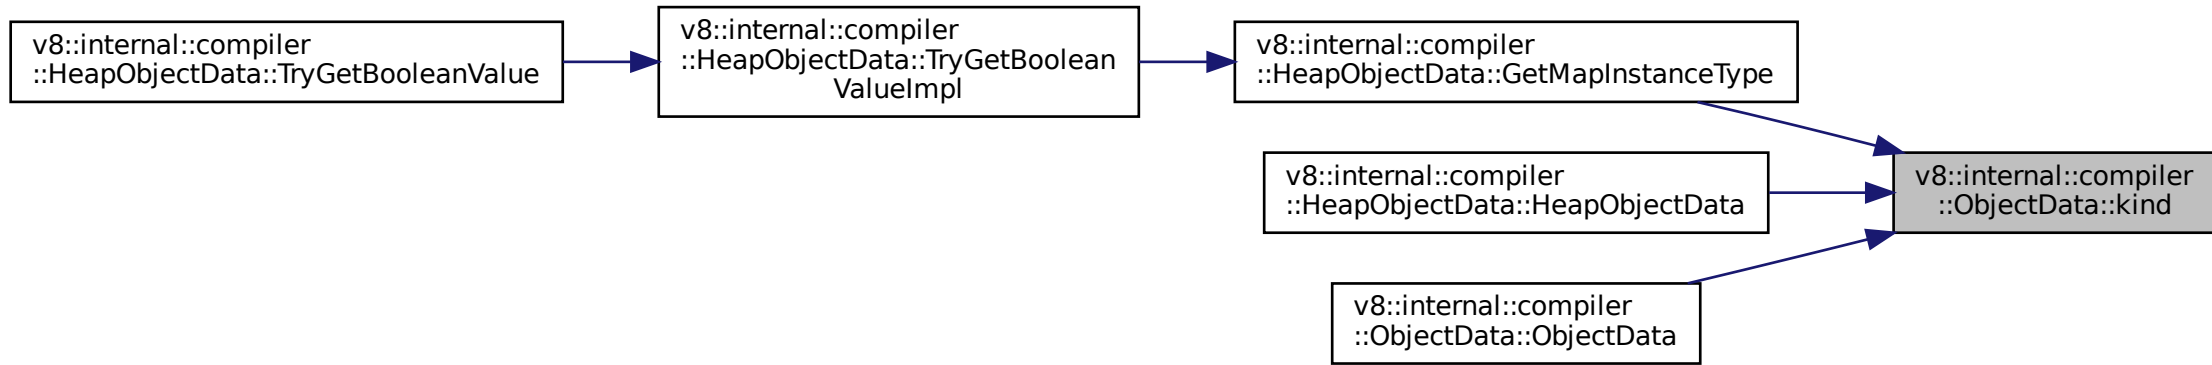 v8::internal::compiler
::HeapObjectData::TryGetBooleanValue
v8::internal::compiler
::HeapObjectData::TryGetBoolean
ValueImpl
v8::internal::compiler
::HeapObjectData::GetMapInstanceType
v8::internal::compiler
::HeapObjectData::HeapObjectData
v8::internal::compiler
::ObjectData::ObjectData
v8::internal::compiler
::ObjectData::kind